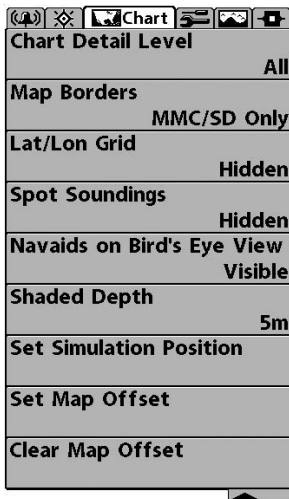 Chart
Chart Detail Level
All
Map Borders
MMC/SD Only
Lat/Lon Grid
Hidden
Spot Soundings
Hidden
Navaids on Bird's Eye View
Visible
Shaded Depth
5m
Set Simulation Position
Set Map Offset
Clear Map Offset